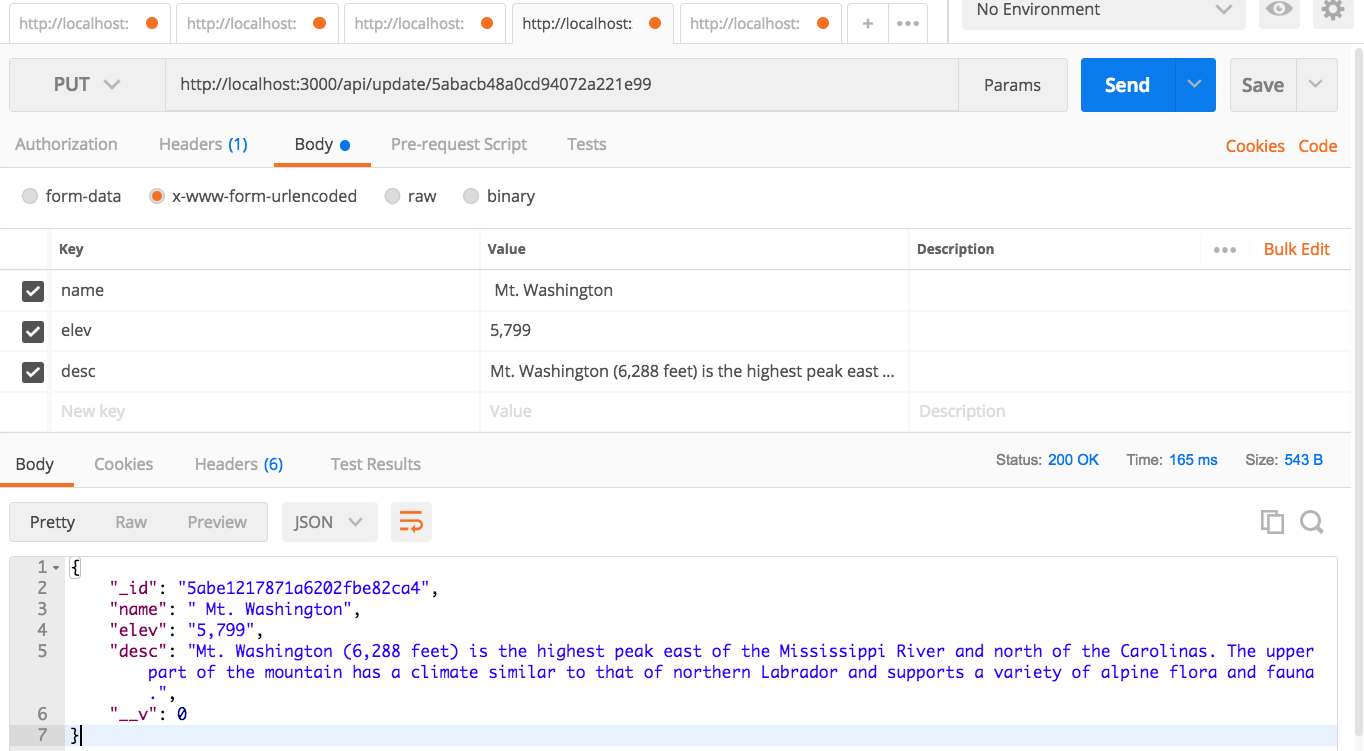 http://localhost: http://localhost: http://localhost: http://localhost: http://localhost: + ••• No Environment
PUT http://localhost:3000/api/update/5abacb48a0cd94072a221e99 Params Send Save
Authorization Headers (1) Body Pre-request Script Tests Cookies Code
form-data x-www-form-urlencoded raw binary
Key Value Description ••• Bulk Edit
name Mt. Washington
elev 5,799
desc Mt. Washington (6,288 feet) is the highest peak east ...
New key Value Description
Body Cookies Headers (6) Test Results Status: 200 OK Time: 165 ms Size: 543 B
Pretty Raw Preview JSON
1 {
2 "_id": "5abe1217871a6202fbe82ca4",
3 "name": " Mt. Washington",
4 "elev": "5,799",
5 "desc": "Mt. Washington (6,288 feet) is the highest peak east of the Mississippi River and north of the Carolinas. The upper
part of the mountain has a climate similar to that of northern Labrador and supports a variety of alpine flora and fauna
.",
6 "__v": 0
7 }